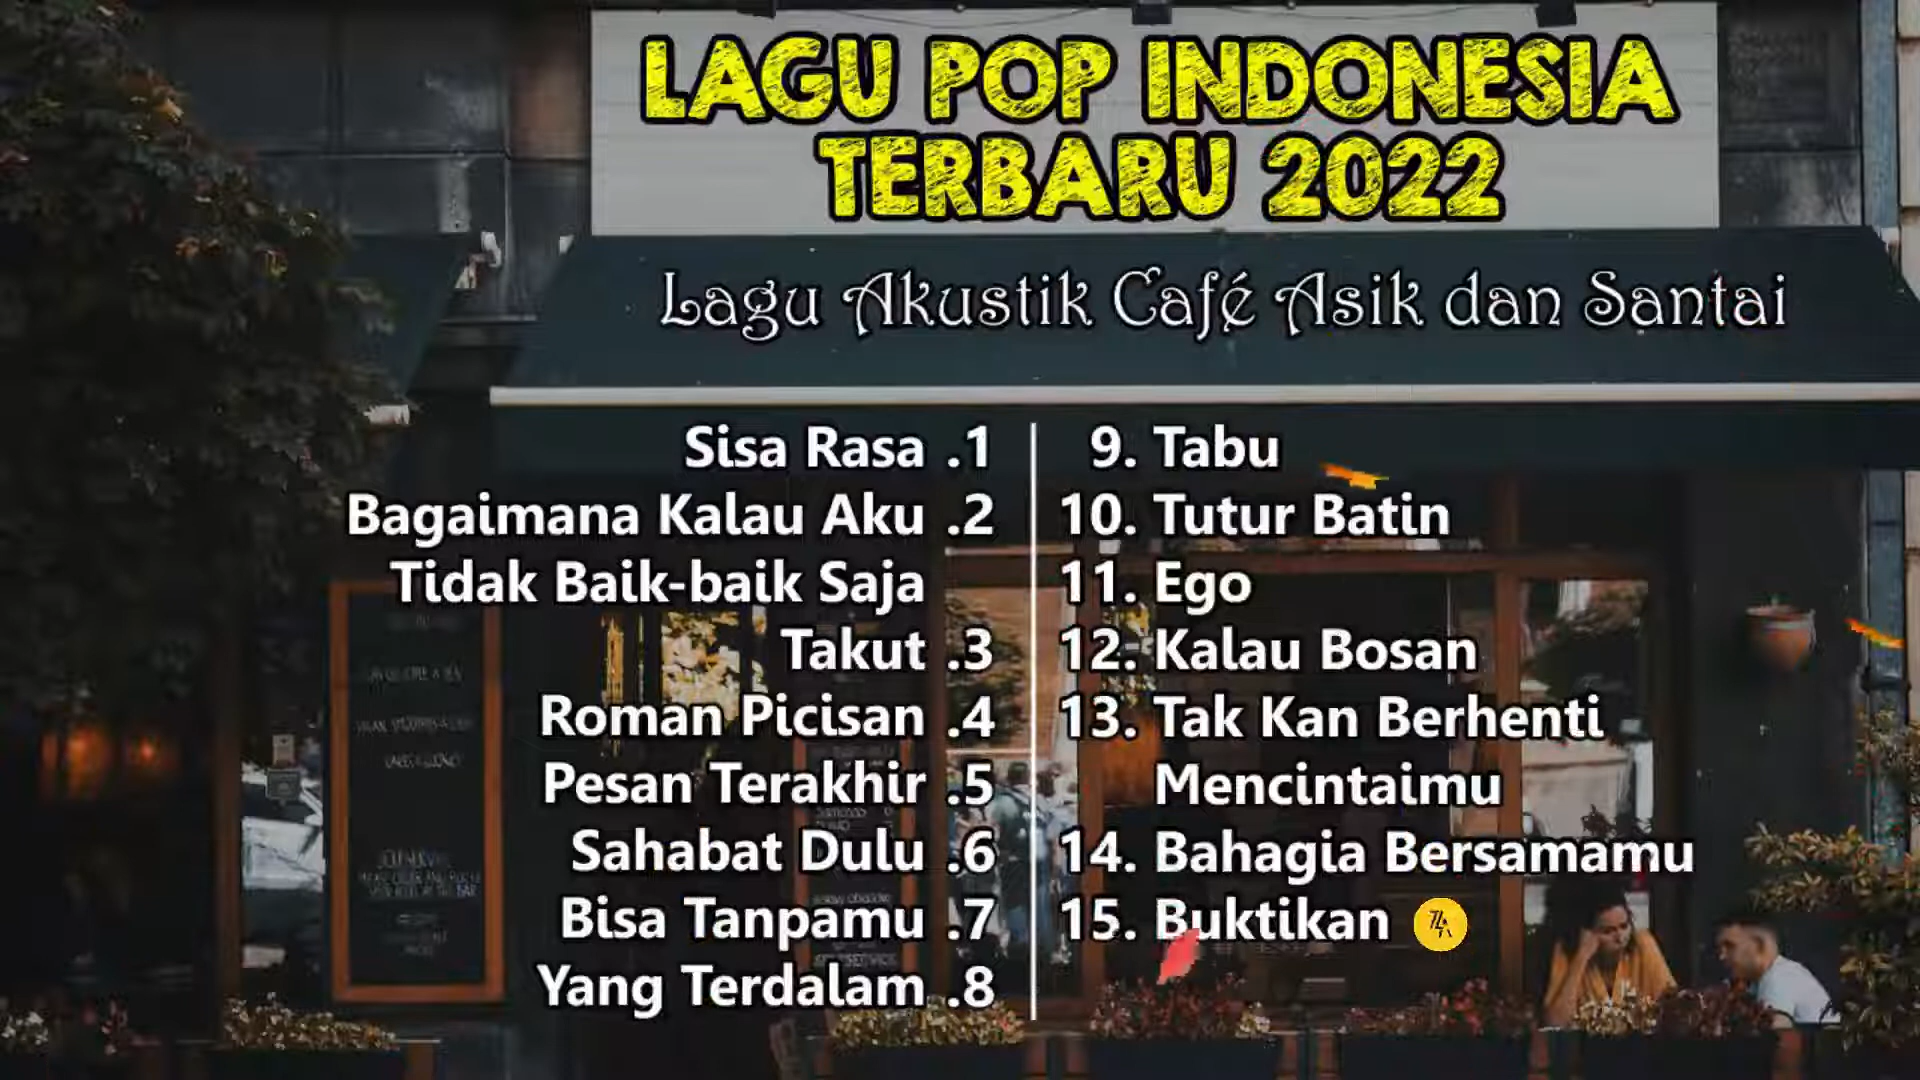 LAGU POP INDONESIA
TERBARU 2022
Lagu Akustik Café Asik dan Santai
Sisa Rasa .1
Bagaimana Kalau Aku .2
Tidak Baik-baik Saja
Takut .3
Roman Picisan .4
Pesan Terakhir .5
Sahabat Dulu .6
Bisa Tanpamu .7
Yang Terdalam .8
9. Tabu
10. Tutur Batin
11. Ego
12. Kalau Bosan
13. Tak Kan Berhenti
Mencintaimu
14. Bahagia Bersamamu
15. Buktikan